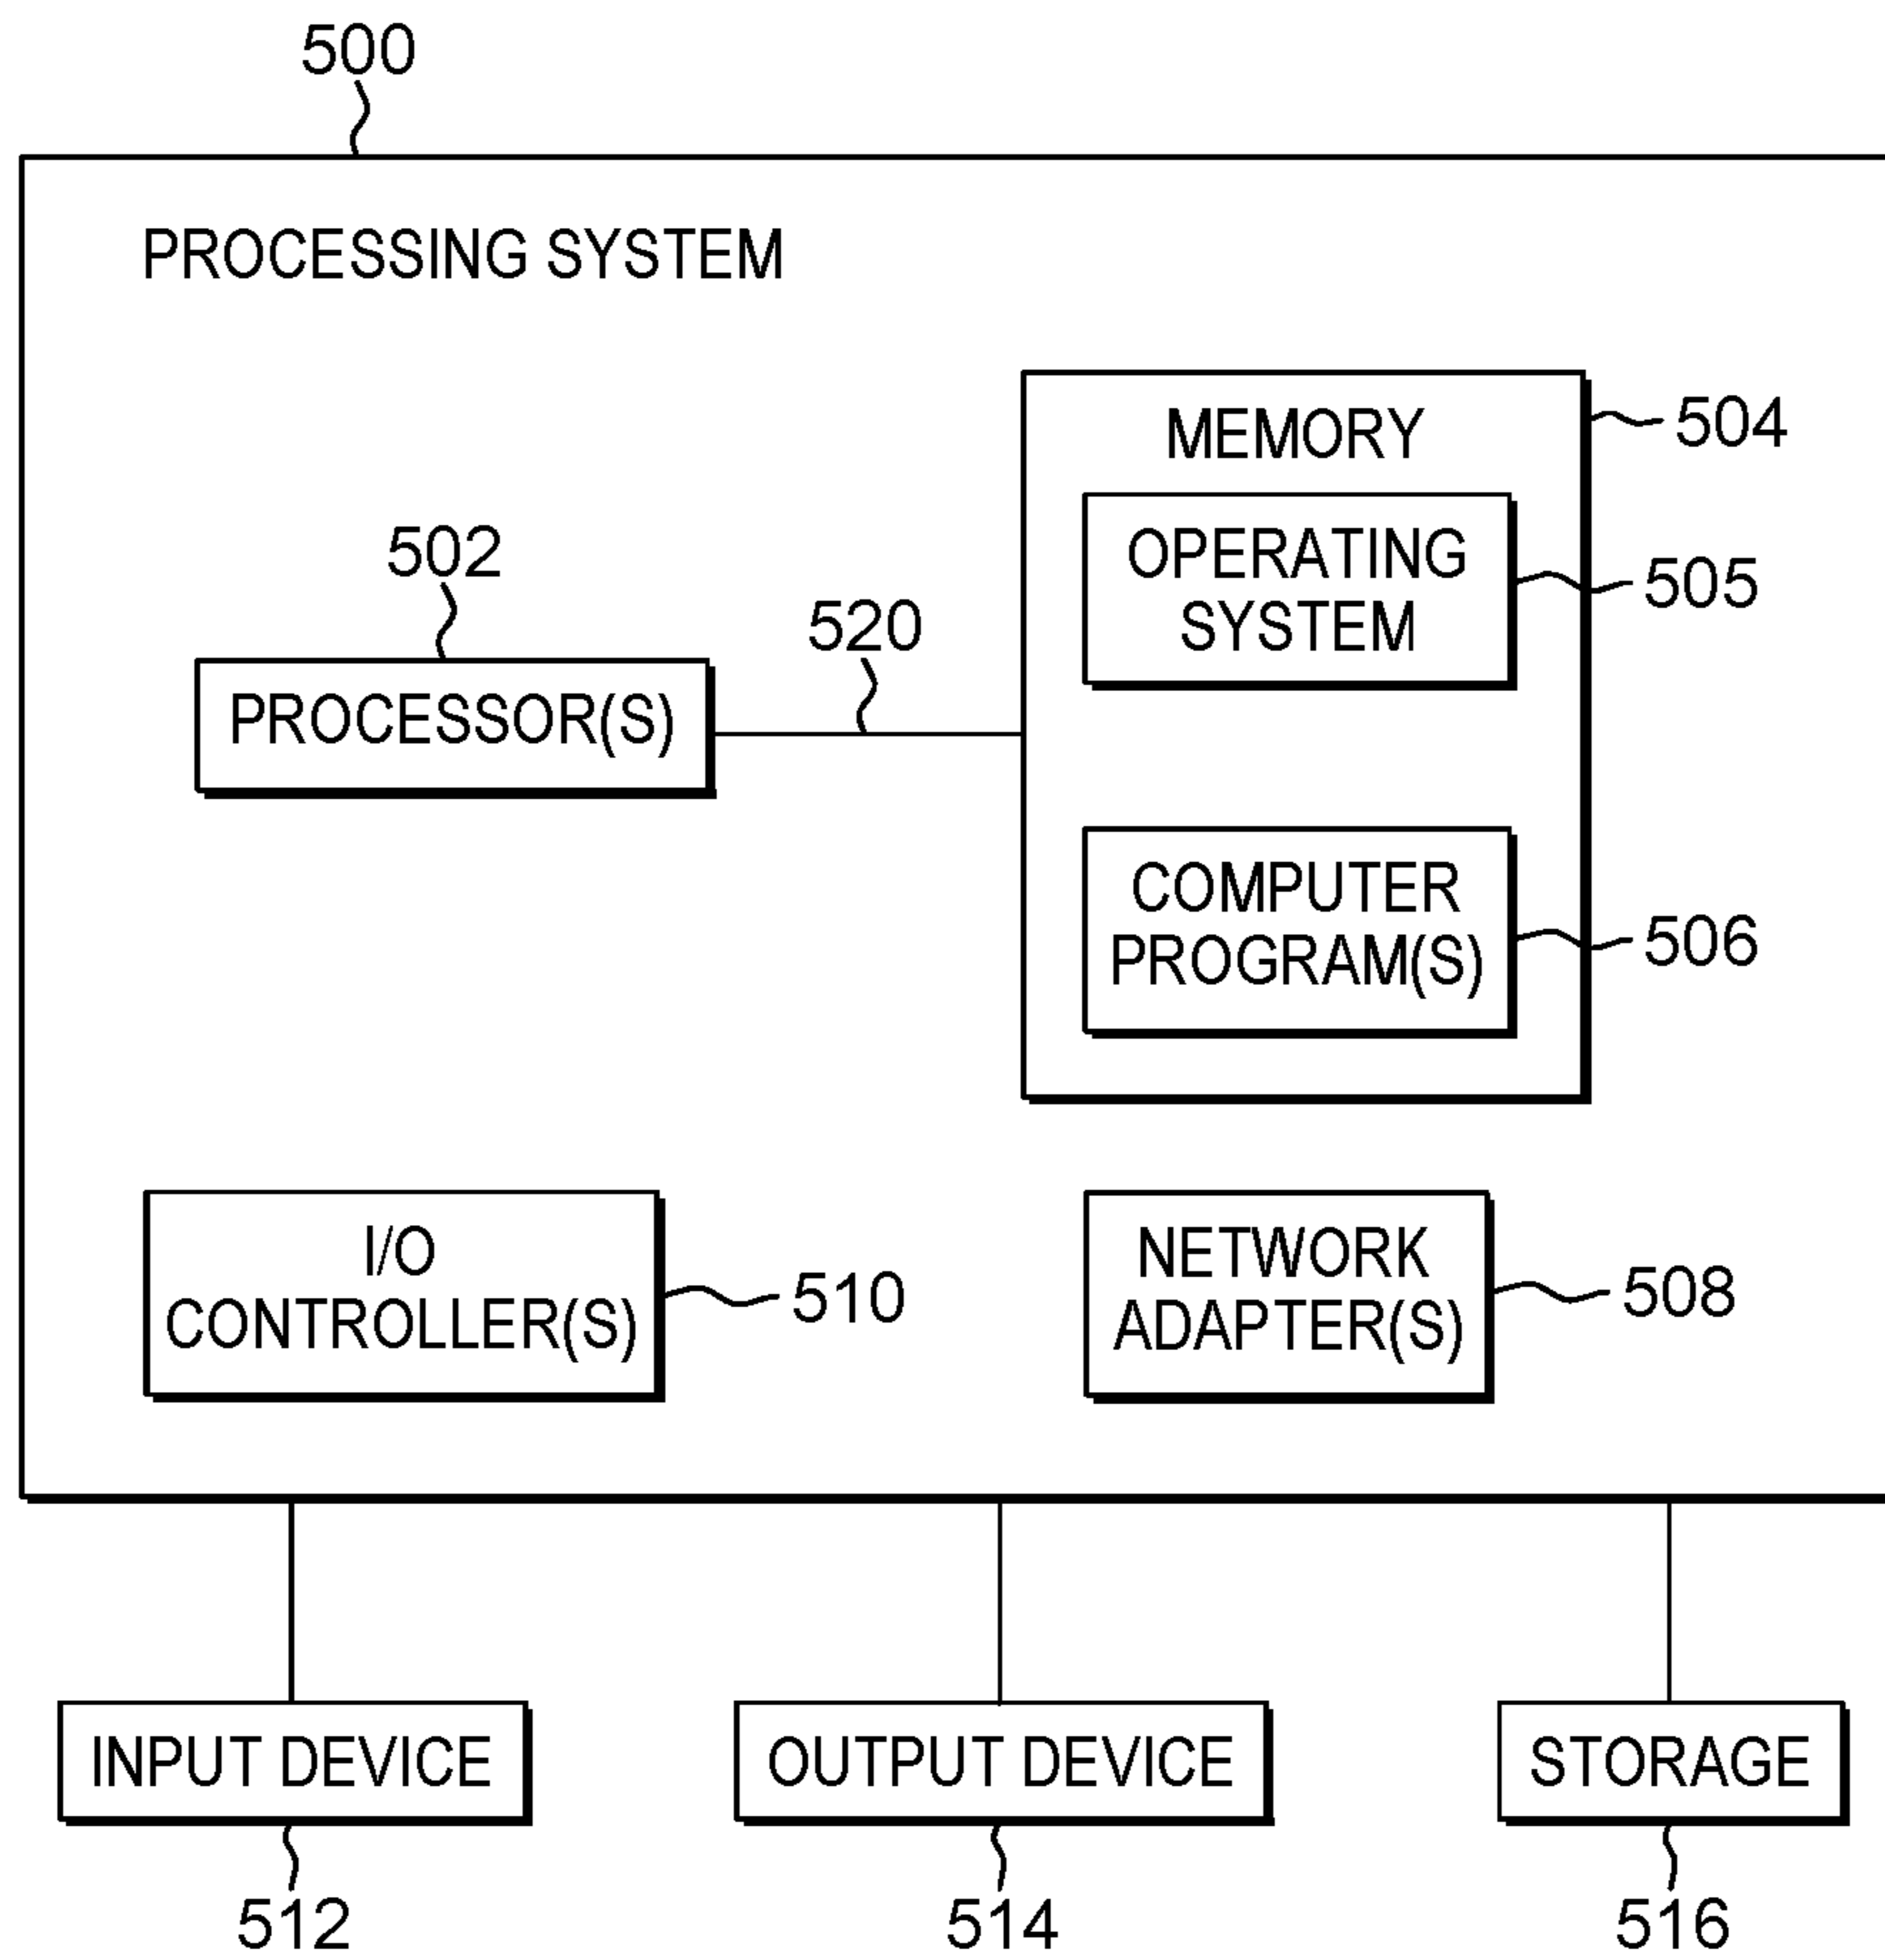 500
PROCESSING SYSTEM
MEMORY
504
OPERATING
SYSTEM
505
502
520
PROCESSOR(S)
COMPUTER
PROGRAM(S)
506
I/O
CONTROLLER(S)
510
NETWORK
ADAPTER(S)
508
INPUT DEVICE
OUTPUT DEVICE
STORAGE
512
514
516